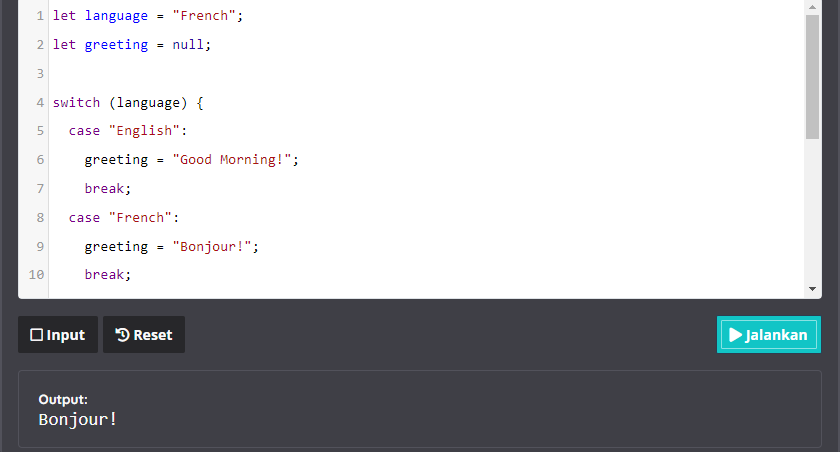 1 let language = "French";
2 let greeting = null;
3
4 switch (language) {
5   case "English":
6     greeting = "Good Morning!";
7     break;
8   case "French":
9     greeting = "Bonjour!";
10     break;
Input Reset Jalankan
Output:
Bonjour!